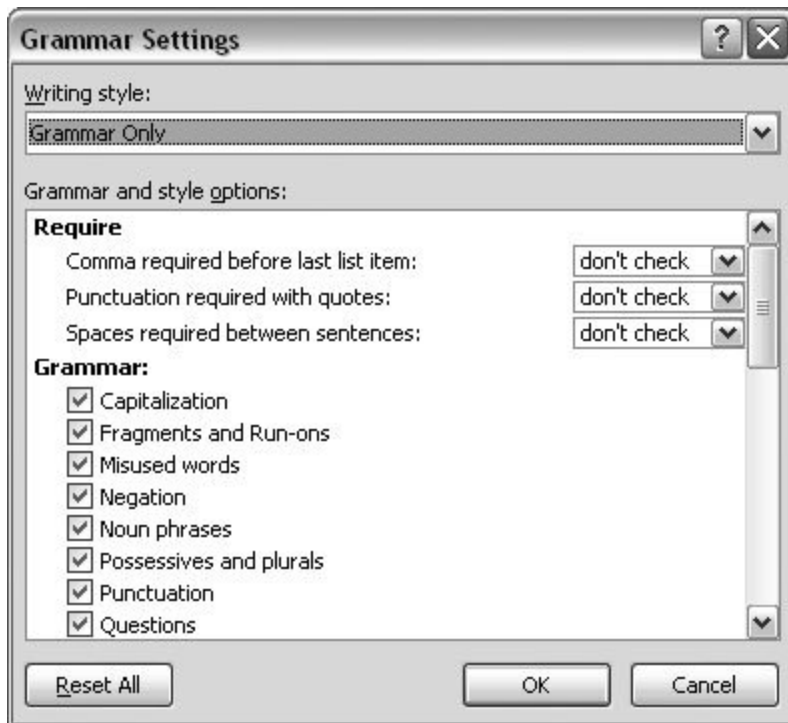 Grammar Settings
Writing style:
Grammar Only
Grammar and style options:
Require
Comma required before last list item: don't check
Punctuation required with quotes: don't check
Spaces required between sentences: don't check
Grammar:
Capitalization
Fragments and Run-ons
Misused words
Negation
Noun phrases
Possessives and plurals
Punctuation
Questions
Reset All OK Cancel